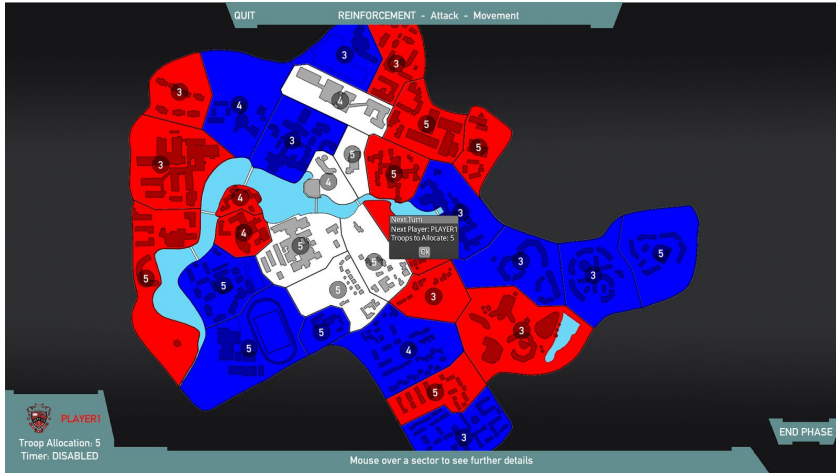 QUIT
REINFORCEMENT - Attack - Movement
3
3
3
4
4
3
5
5
5
3
4
5
4
4
3
5
5
3
3
5
5
5
5
3
3
5
5
4
5
3
Next Turn
Next Player: PLAYER1
Troops to Allocate: 5
Ok
PLAYER1
Troop Allocation: 5
Timer: DISABLED
Mouse over a sector to see further details
END PHASE